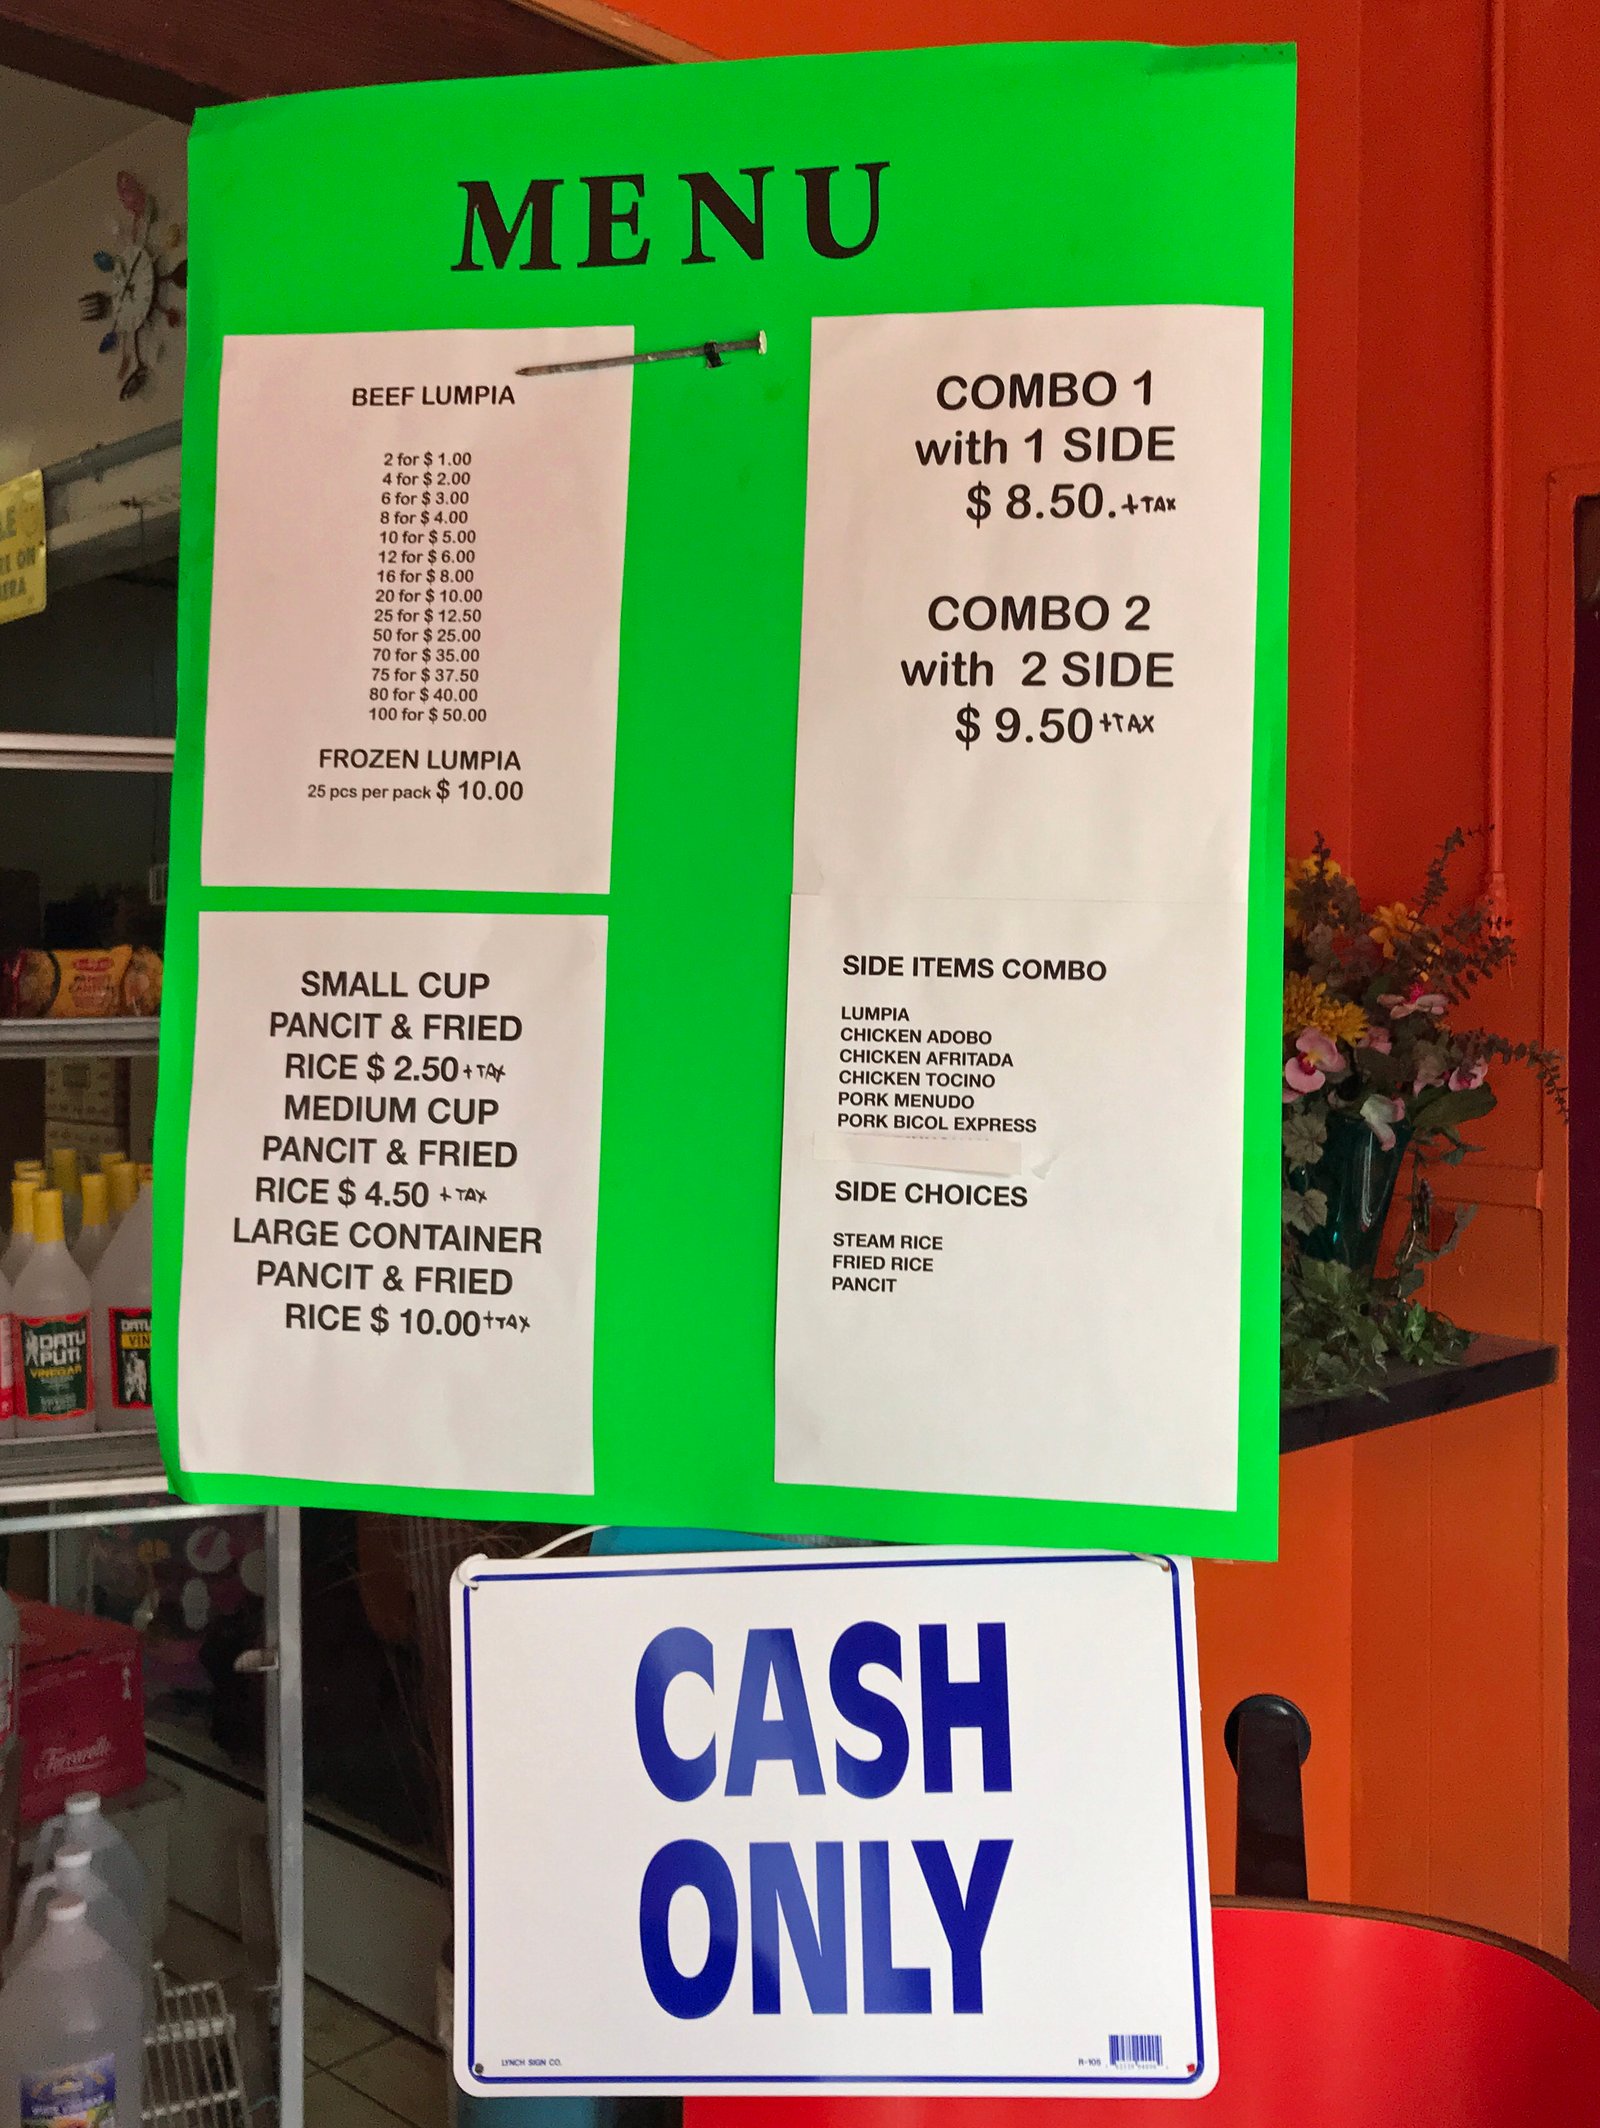 MENU
BEEF LUMPIA
2 for $ 1.00
4 for $ 2.00
6 for $ 3.00
8 for $ 4.00
10 for $ 5.00
12 for $ 6.00
16 for $ 8.00
20 for $ 10.00
25 for $ 12.50
50 for $ 25.00
70 for $ 35.00
75 for $ 37.50
80 for $ 40.00
100 for $ 50.00
FROZEN LUMPIA
25 pcs per pack $ 10.00
SMALL CUP
PANCIT & FRIED
RICE $ 2.50 + TAX
MEDIUM CUP
PANCIT & FRIED
RICE $ 4.50 + TAX
LARGE CONTAINER
PANCIT & FRIED
RICE $ 10.00 + TAX
COMBO 1
with 1 SIDE
$ 8.50. + TAX
COMBO 2
with 2 SIDE
$ 9.50 + TAX
SIDE ITEMS COMBO
LUMPIA
CHICKEN ADOBO
CHICKEN AFRITADA
CHICKEN TOCINO
PORK MENUDO
PORK BICOL EXPRESS
SIDE CHOICES
STEAM RICE
FRIED RICE
PANCIT
CASH
ONLY
LYNCH SIGN CO.
R-105
DATU
PUTI
VINEGAR
DATU
VIN